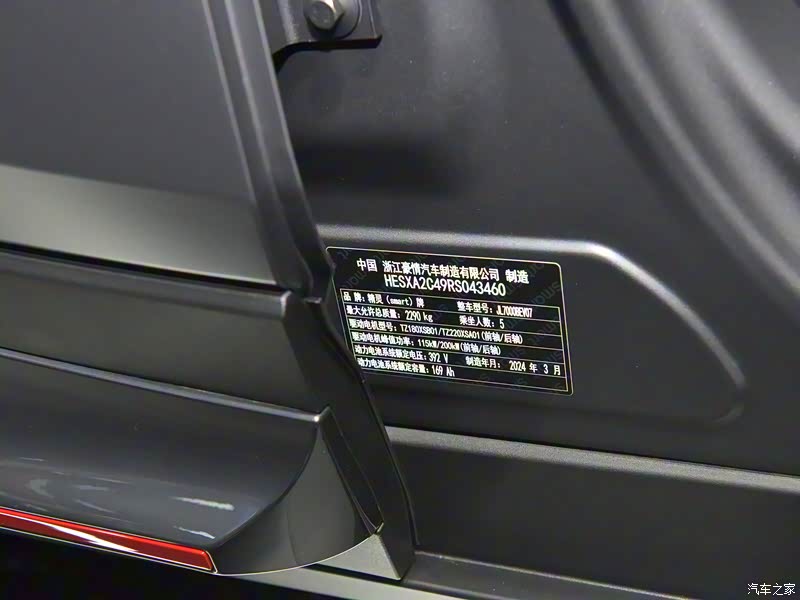 中国 浙江豪情汽车制造有限公司 制造
HESXA2C49RS043460
品牌：精灵（smart）牌 整车型号：JL7000BEV07
最大允许总质量：2290 kg 乘坐人数：5
驱动电机型号：TZ180XSB01/TZ220XSA01(前轴/后轴)
驱动电机峰值功率：115kW/200kW(前轴/后轴)
动力电池系统额定电压：392 V 制造年月：2024 年 3 月
动力电池系统额定容量：169 Ah
汽车之家